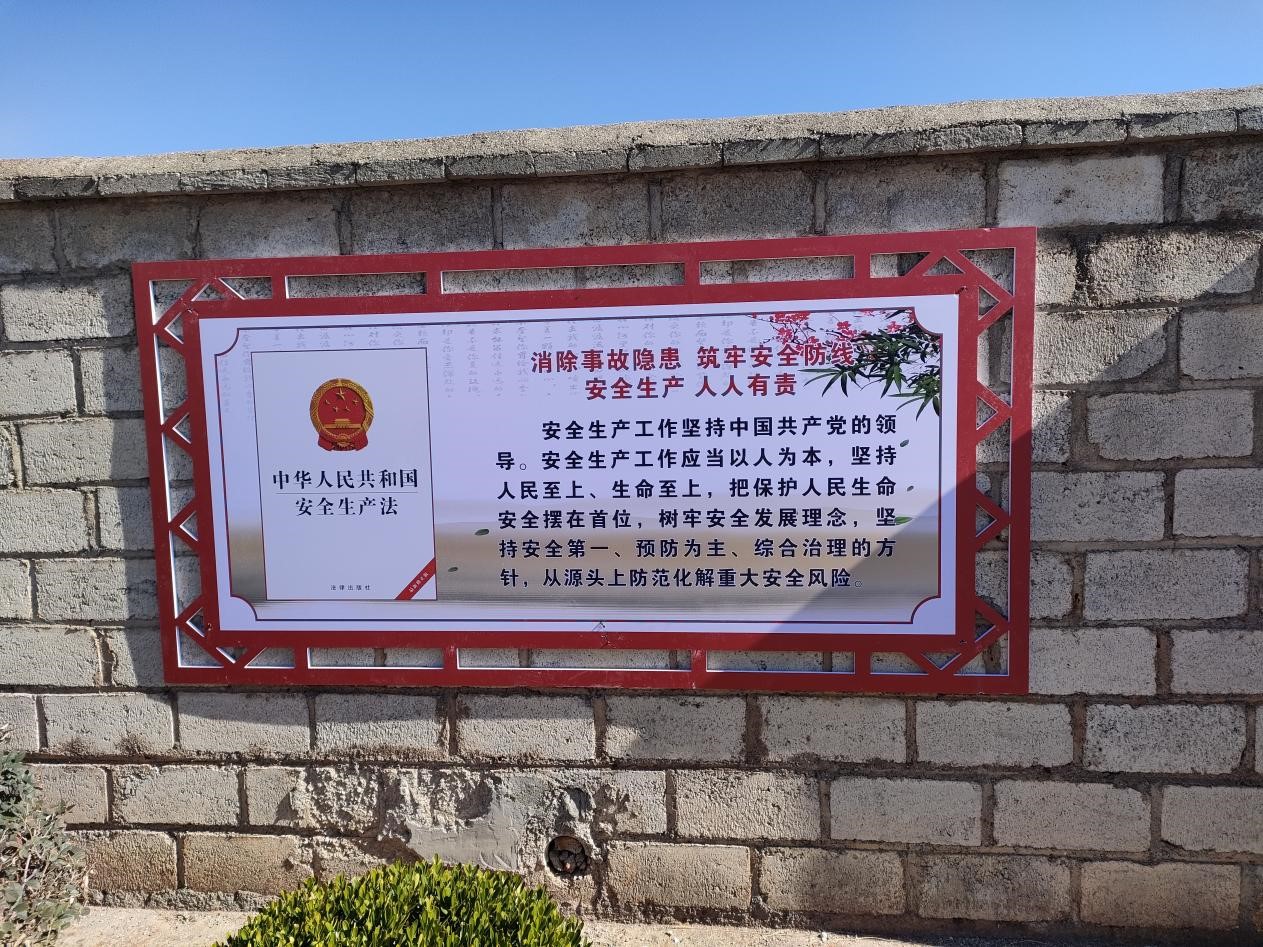 消除事故隐患 筑牢安全防线
安全生产 人人有责
中华人民共和国
安全生产法
法律出版社
安全生产工作坚持中国共产党的领
导。安全生产工作应当以人为本，坚持
人民至上、生命至上，把保护人民生命
安全摆在首位，树牢安全发展理念，坚
持安全第一、预防为主、综合治理的方
针，从源头上防范化解重大安全风险。